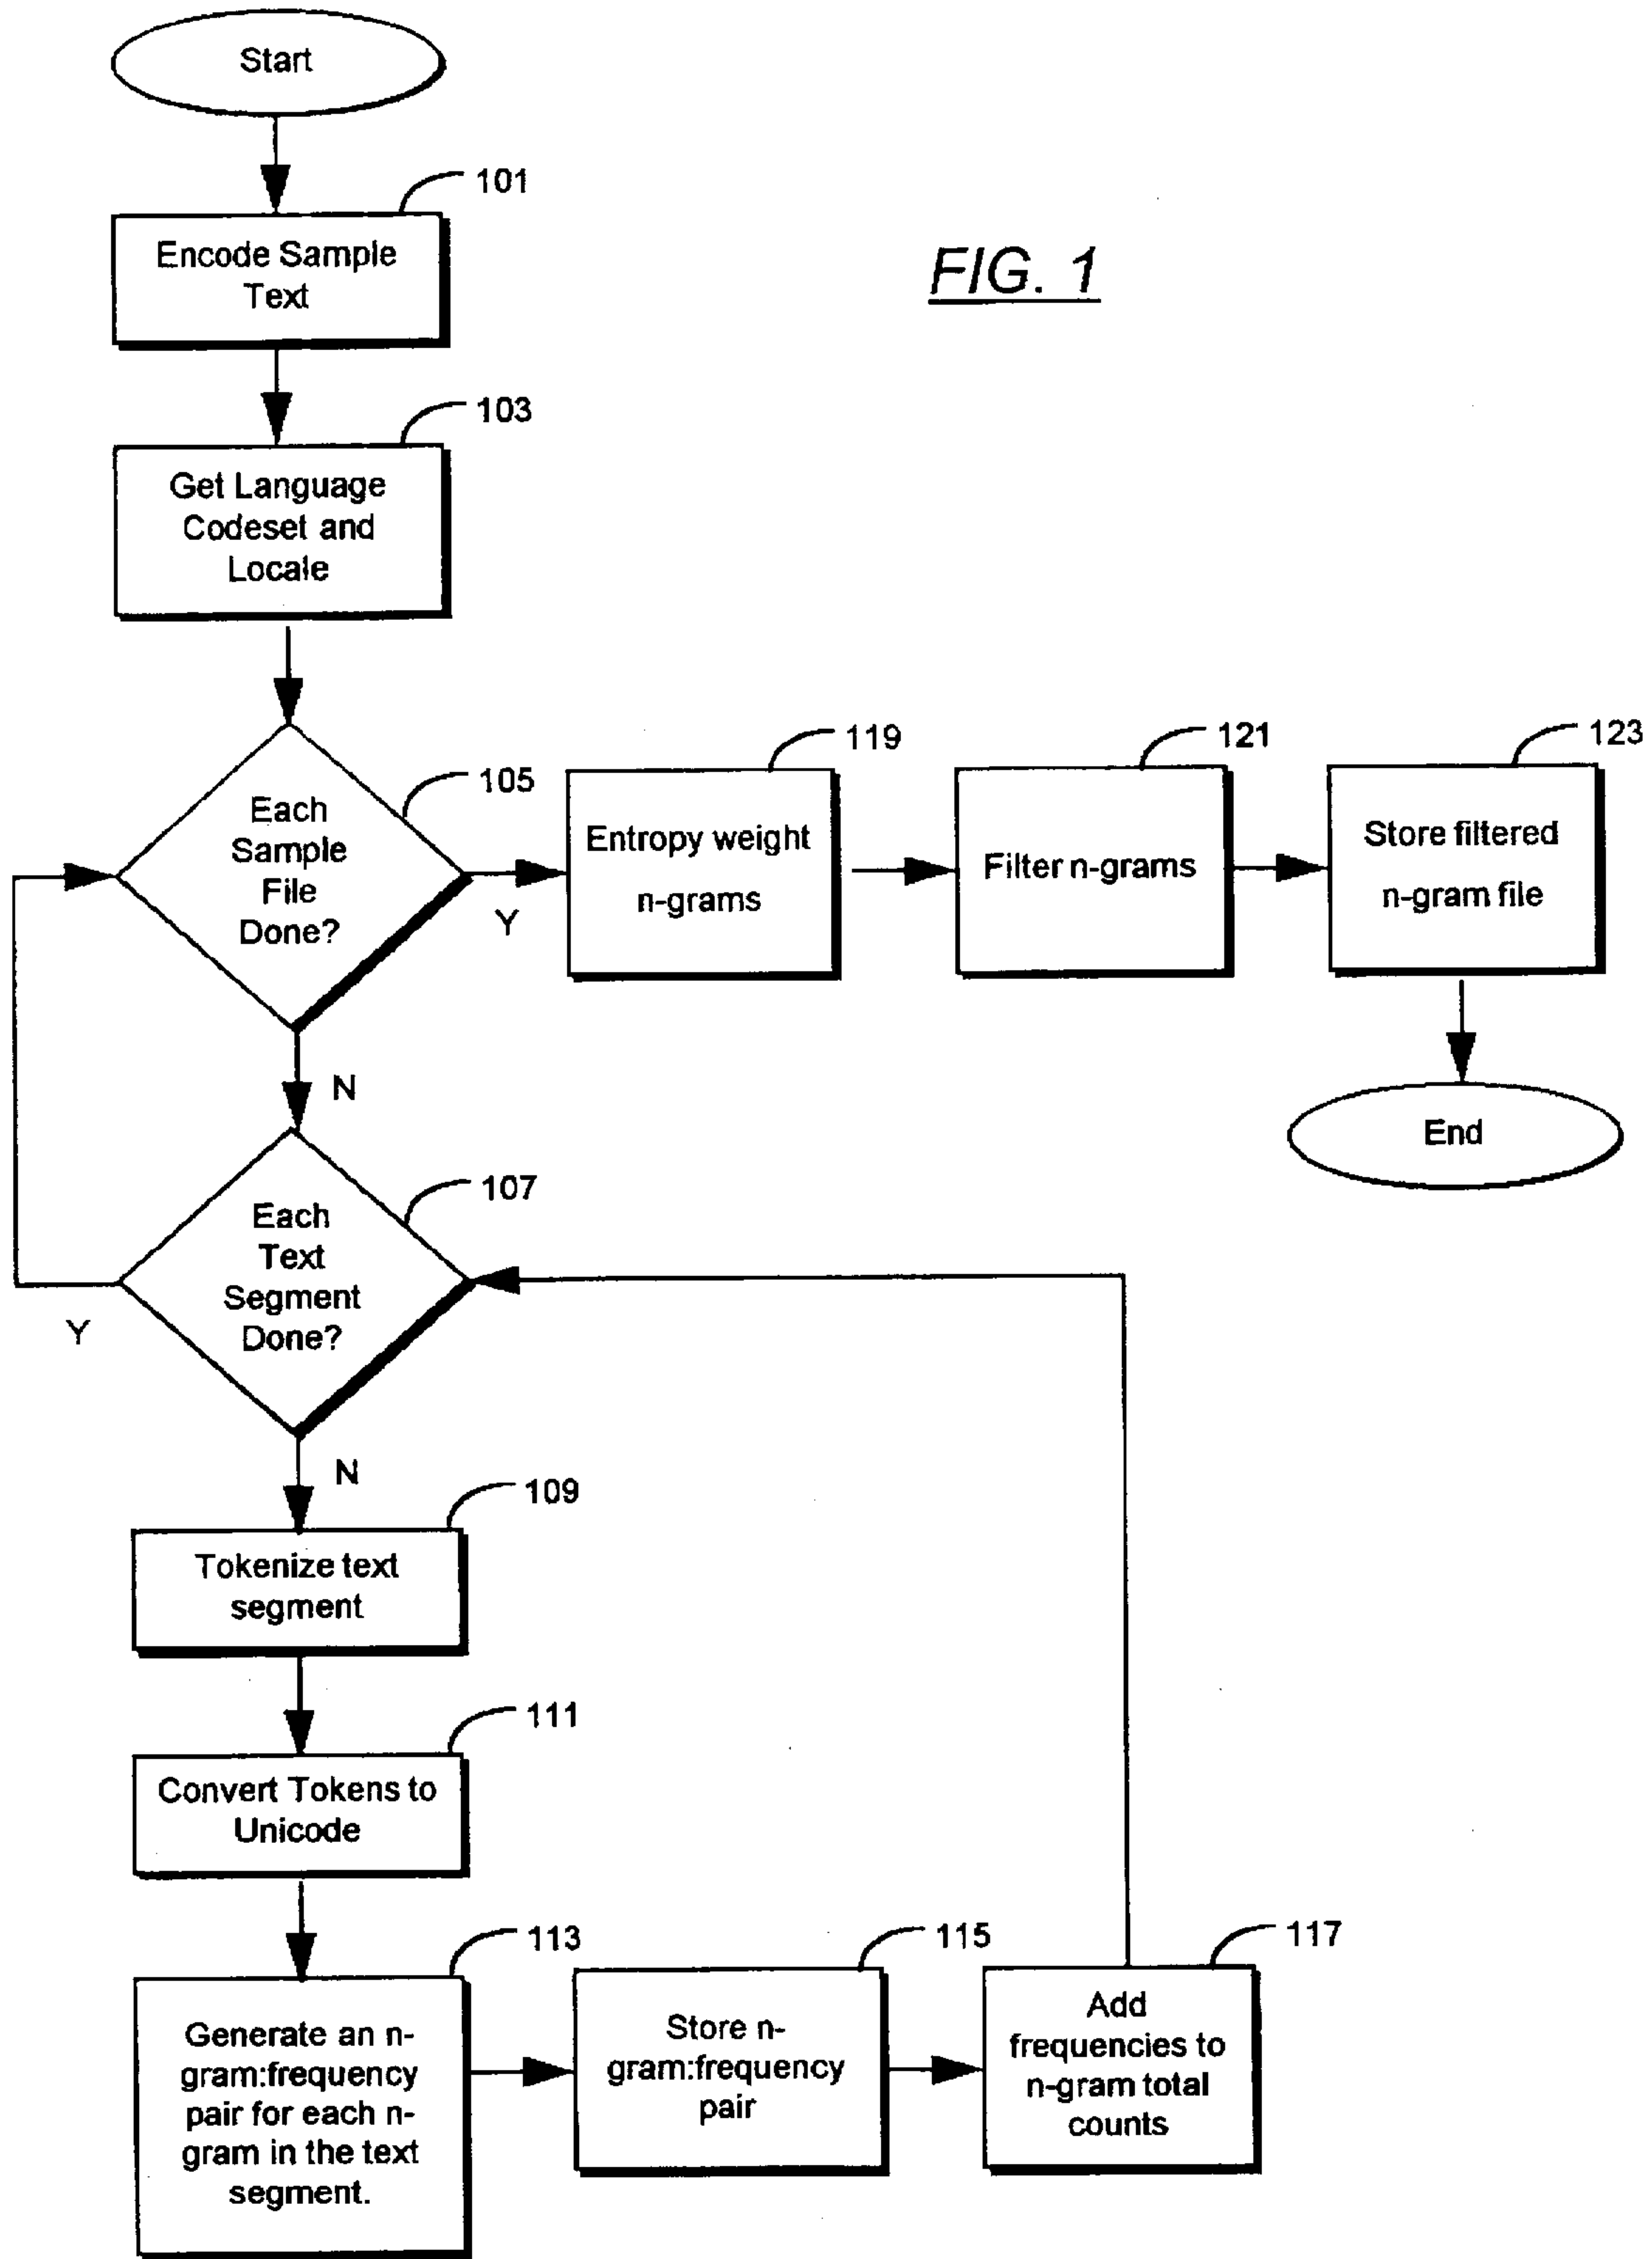 Start
101
Encode Sample
Text
FIG. 1
103
Get Language
Codeset and
Locale
105
Each
Sample
File
Done?
Y
N
119
Entropy weight
n-grams
121
Filter n-grams
123
Store filtered
n-gram file
End
107
Each
Text
Segment
Done?
Y
N
109
Tokenize text
segment
111
Convert Tokens to
Unicode
113
Generate an n-
gram:frequency
pair for each n-
gram in the text
segment.
115
Store n-
gram:frequency
pair
117
Add
frequencies to
n-gram total
counts